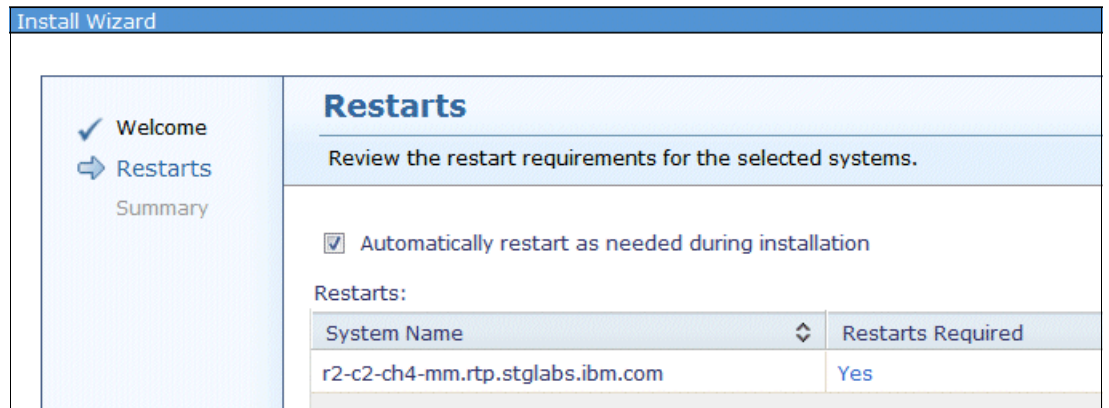 Install Wizard
Welcome
Restarts
Summary
Restarts
Review the restart requirements for the selected systems.
Automatically restart as needed during installation
Restarts:
System Name
Restarts Required
r2-c2-ch4-mm.rtp.stglabs.ibm.com
Yes